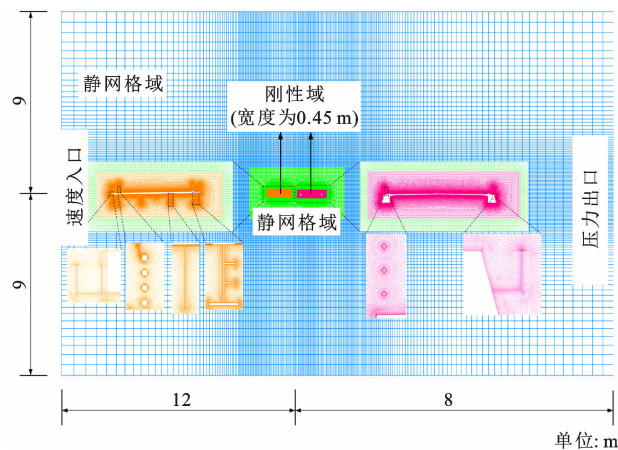 9
静网格域
刚性域
(宽度为0.45 m)
速度入口
静网格域
压力出口
9
12
8
单位: m